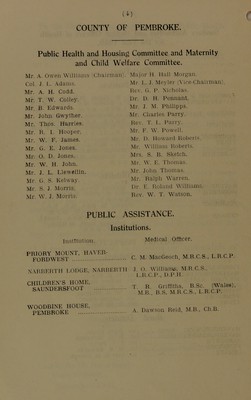 (4)
COUNTY OF PEMBROKE.
Public Health and Housing Committee and Maternity
and Child Welfare Committee.
Mr. A. Owen Williams (Chairman).
Col. J. L. Adams.
Mr. A. H. Codd.
Mr. T. W. Colley.
Mr. B. Edwards.
Mr. John Gwyther.
Mr. Thos. Harries.
Mr. B. I. Hooper.
Mr. W. F. James.
Mr. G. E. Jones.
Mr. O. D. Jones.
Mr. W. H. John.
Mr. J. L. Llewellin.
Mr. G. S. Kelway.
Mr. S. J. Morris.
Mr. W. J. Morris.
Major H. Hall Morgan.
Mr. L. J. Meyler (Vice-Chairman).
Rev. G. F. Nicholas.
Dr. D. H. Pennant.
Mr. J. M. Phillips.
Mr. Charles Parry.
Rev. T. L. Parry.
Mr. F. W. Powell.
Mr. D. Howard Roberts.
Mr. William Roberts.
Mrs. S. R. Sketch.
Mr. W. E. Thomas.
Mr. John Thomas.
Mr. Ralph Warren.
Dr. E. Roland Williams.
Rev. W. T. Watson.
PUBLIC ASSISTANCE.
Institutions.
Institution. Medical Officer.
PRIORY MOUNT, HAVER-
FORDWEST C. M. MacGeoch, M.R.C.S., L.R.C.P.
NARBERTH LODGE, NARBERTH J. O. Williams, M.R.C.S.,
L.R.C.P., D.P.H.
CHILDREN'S HOME,
SAUNDERSFOOT T. B. Griffiths, B.Sc. (Wales),
M.B., B.S. M.R.C.S., L.R.C.P.
WOODBINE HOUSE,
PEMBROKE A. Dawson Reid, M.B., Ch.B.